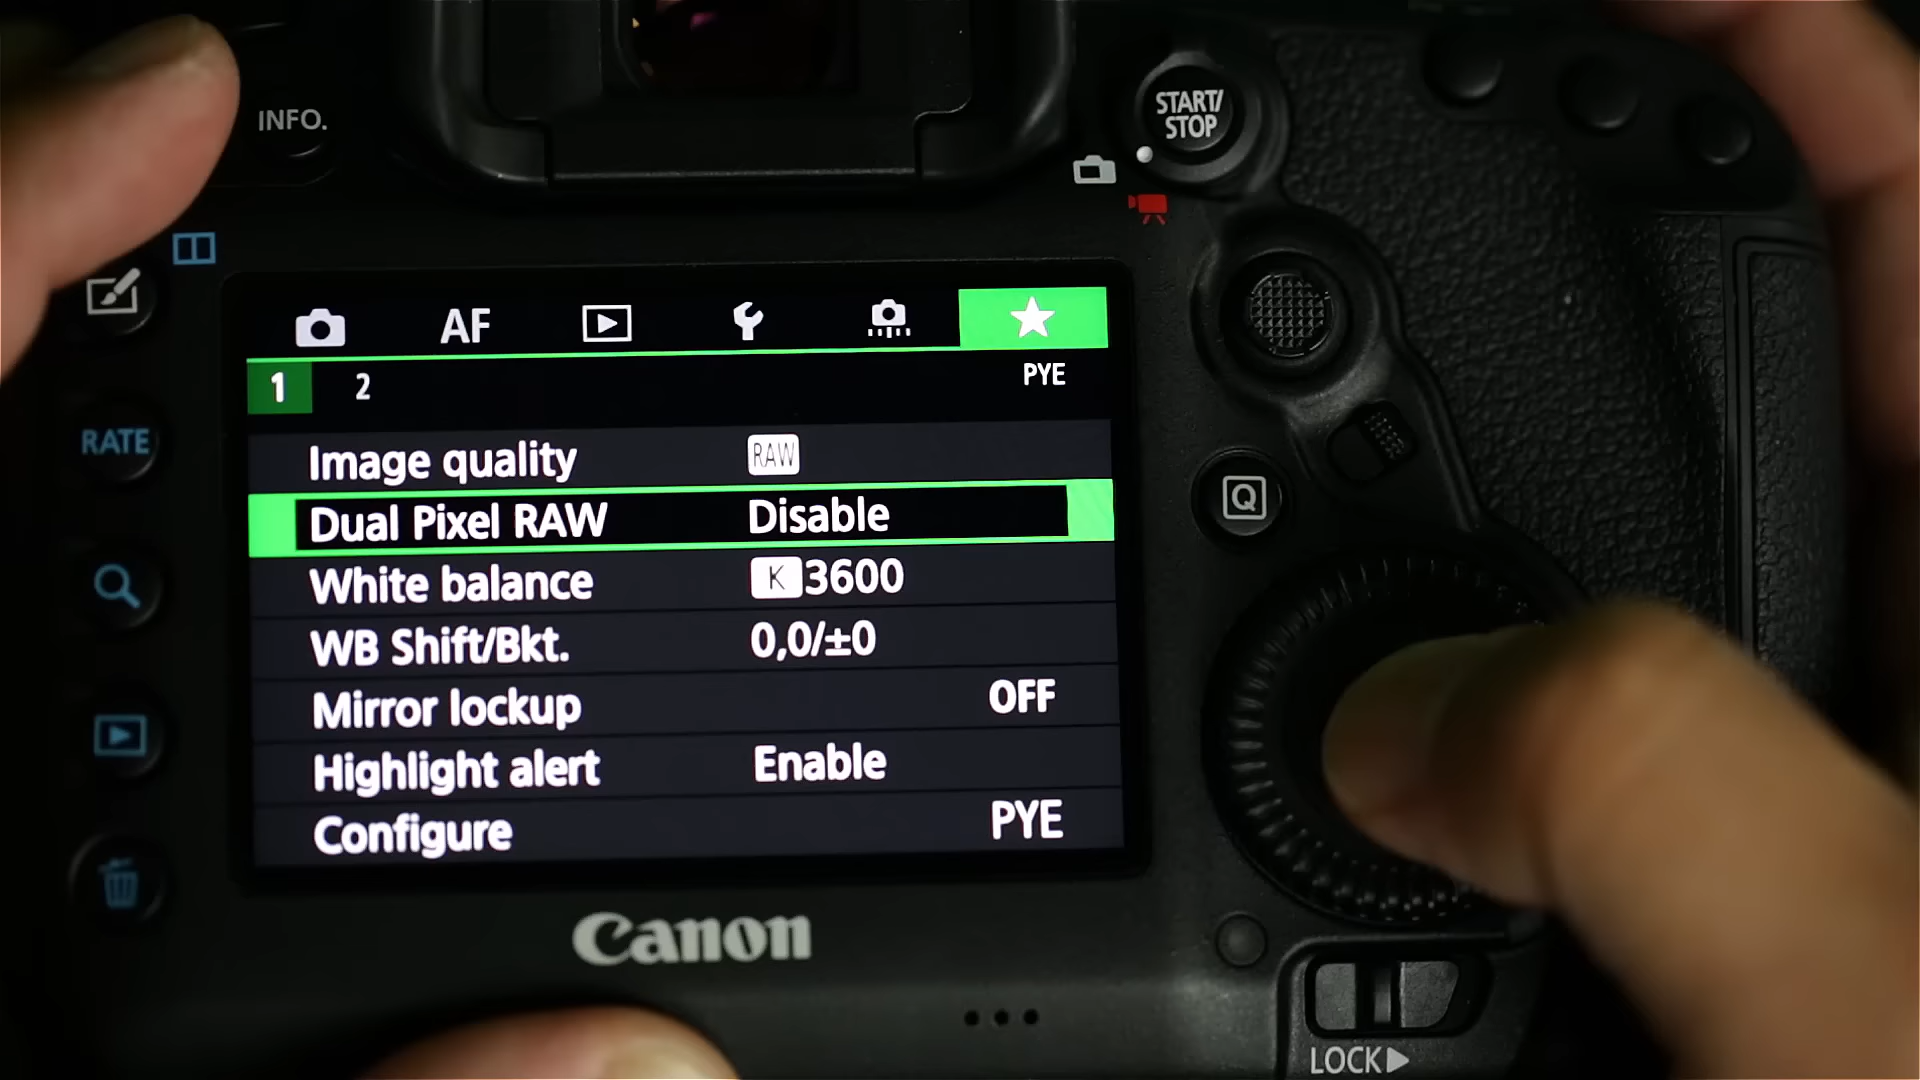 INFO.
START/
STOP
AF
1 2 PYE
RATE
Image quality RAW
Dual Pixel RAW Disable
Q
White balance K 3600
WB Shift/Bkt. 0,0/±0
Mirror lockup OFF
Highlight alert Enable
Configure PYE
Canon
LOCK▶